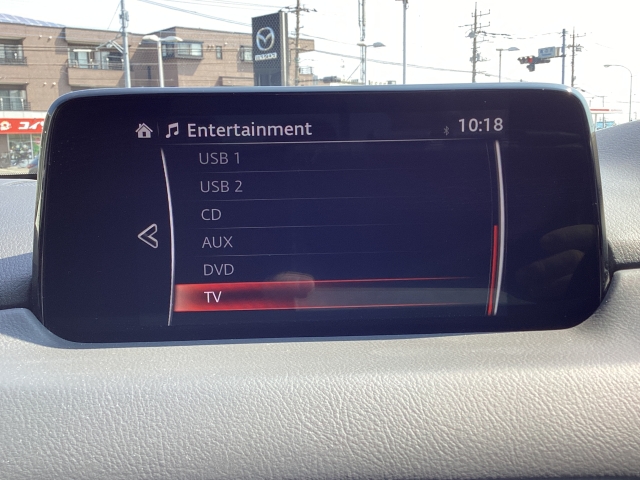 Entertainment
10:18
USB 1
USB 2
CD
AUX
DVD
TV